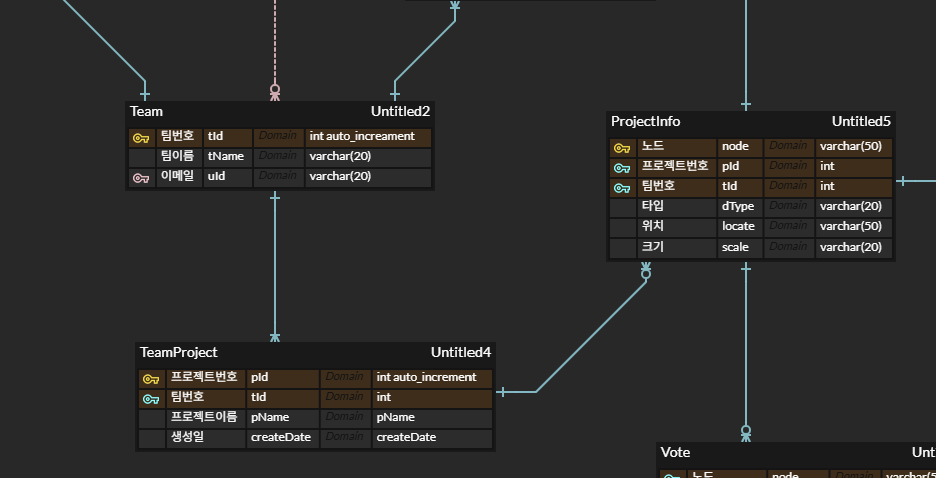 Team Untitled2
팀번호 tId Domain int auto_increament
팀이름 tName Domain varchar(20)
이메일 uId Domain varchar(20)
ProjectInfo Untitled5
노드 node Domain varchar(50)
프로젝트번호 pId Domain int
팀번호 tId Domain int
타입 dType Domain varchar(20)
위치 locate Domain varchar(50)
크기 scale Domain varchar(20)
TeamProject Untitled4
프로젝트번호 pId Domain int auto_increment
팀번호 tId Domain int
프로젝트이름 pName Domain pName
생성일 createDate Domain createDate
Vote Unt
노드 node Domain varchar(5